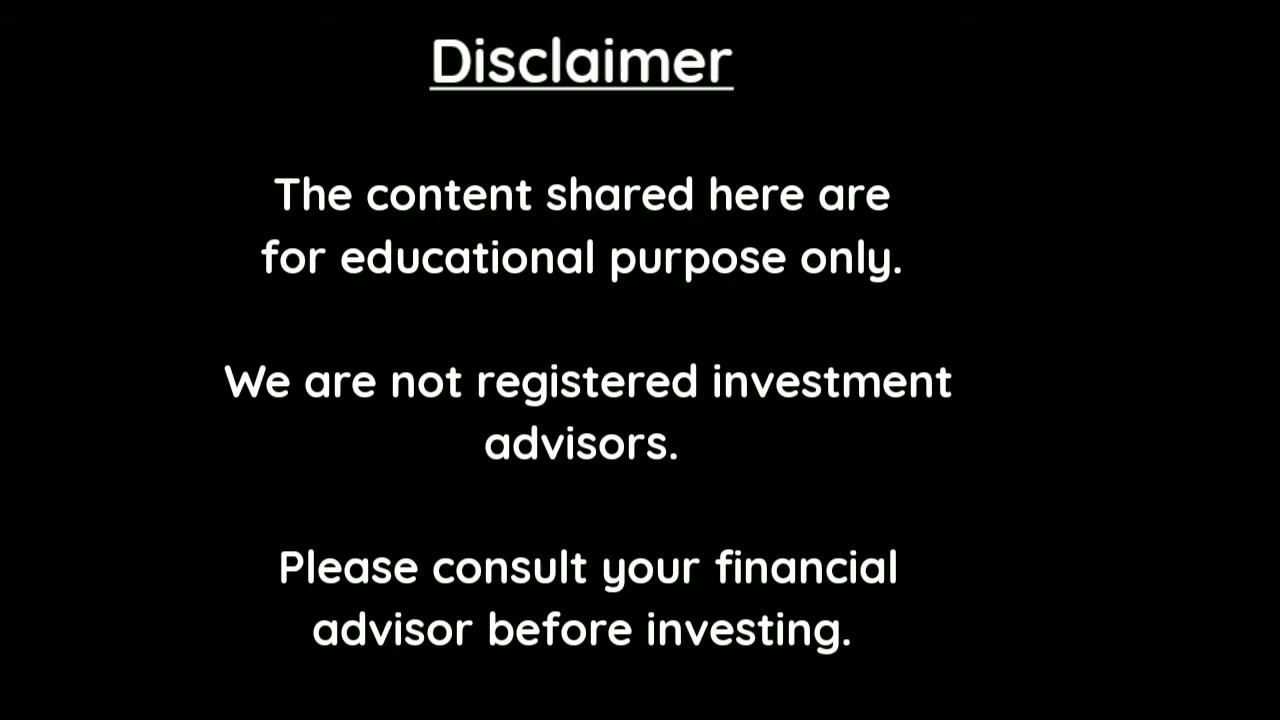 Disclaimer
The content shared here are
for educational purpose only.
We are not registered investment
advisors.
Please consult your financial
advisor before investing.